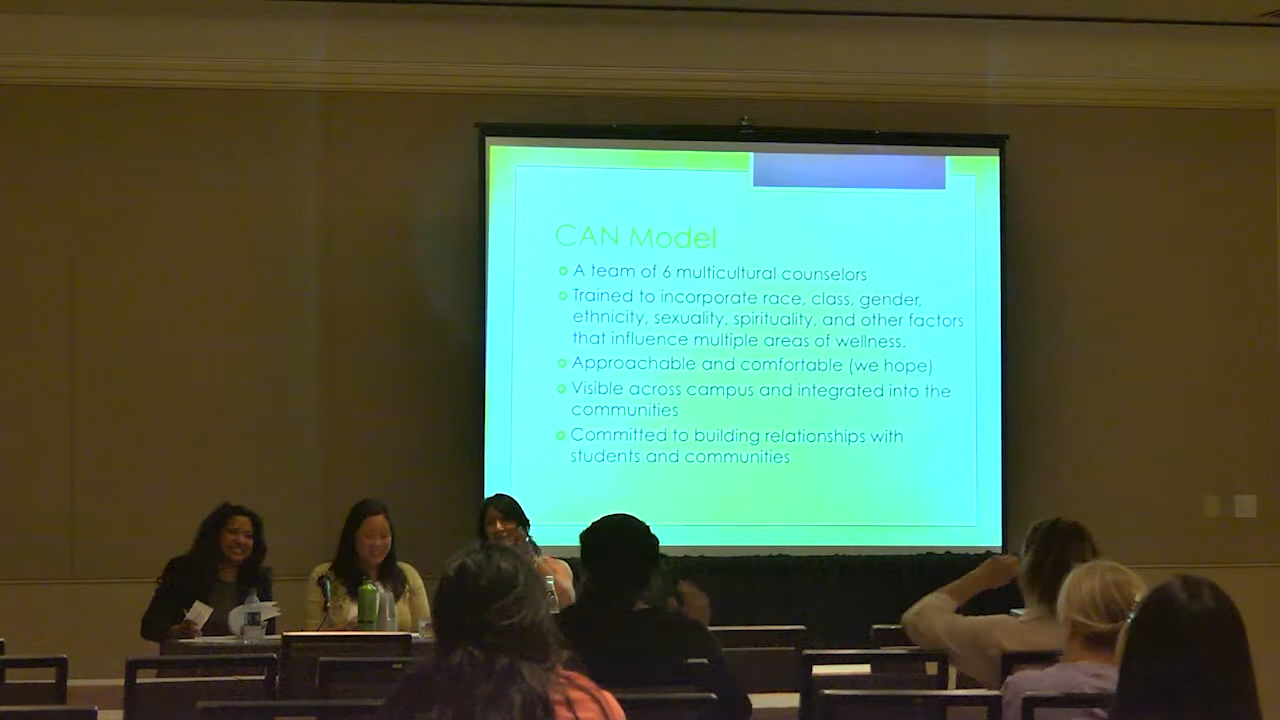 CAN Model
A team of 6 multicultural counselors
Trained to incorporate race, class, gender,
ethnicity, sexuality, spirituality, and other factors
that influence multiple areas of wellness.
Approachable and comfortable (we hope)
Visible across campus and integrated into the
communities
Committed to building relationships with
students and communities